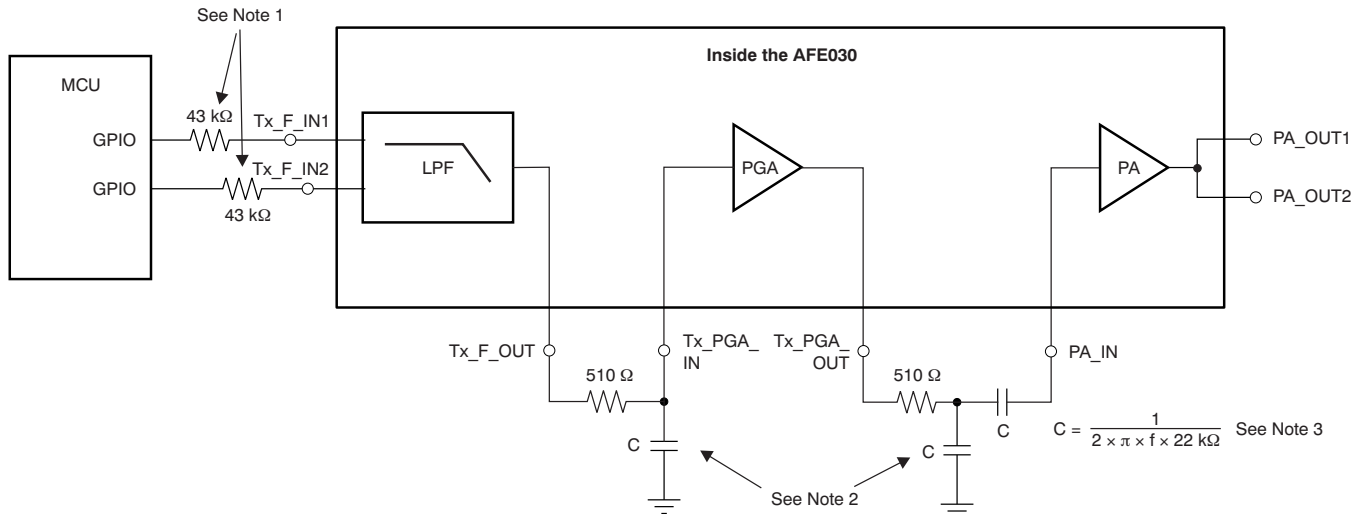 See Note 1
Inside the AFE030
MCU
43 kΩ
Tx_F_IN1
GPIO
PA_OUT1
LPF
PGA
PA
Tx_F_IN2
GPIO
PA_OUT2
43 kΩ
Tx_F_OUT
Tx_PGA_
IN
Tx_PGA_
OUT
PA_IN
510 Ω
510 Ω
C
C
C
C = 1 / 2 × π × f × 22 kΩ See Note 3
See Note 2